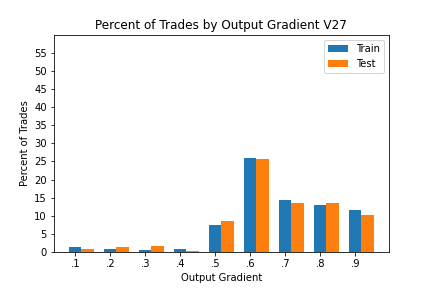 Percent of Trades by Output Gradient V27
Train
Test
Percent of Trades
55
50
45
40
35
30
25
20
15
10
5
0
.1 .2 .3 .4 .5 .6 .7 .8 .9
Output Gradient